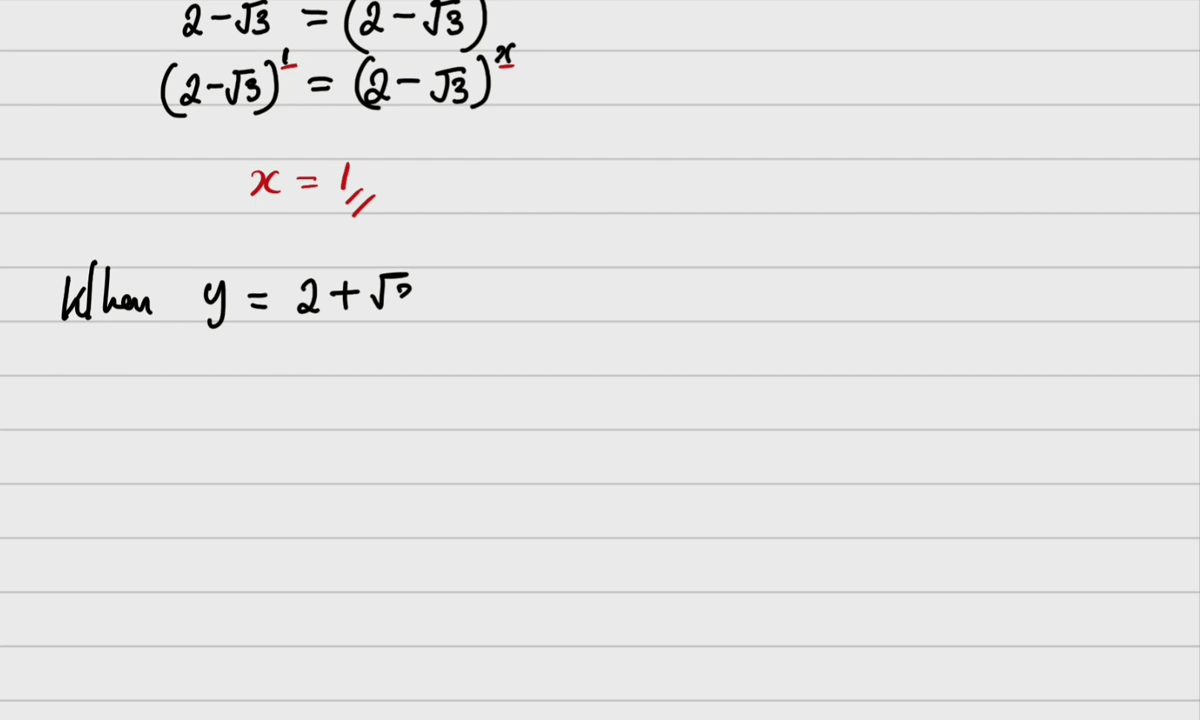 2-√3 = (2-√3)
(2-√3)¹ = (2-√3)ˣ
x = 1
When y = 2+√